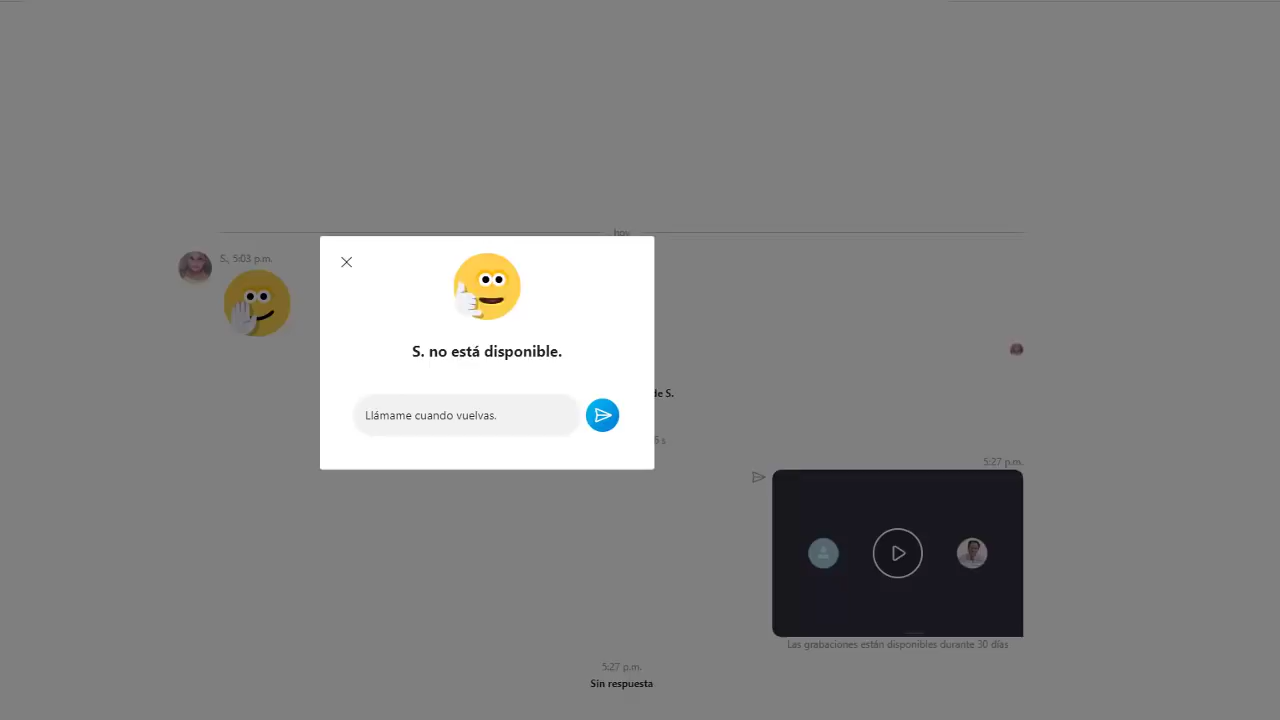 hoy
S., 5:03 p.m.
S. no está disponible.
de S.
Llámame cuando vuelvas.
6 s
5:27 p.m.
Las grabaciones están disponibles durante 30 días
5:27 p.m.
Sin respuesta